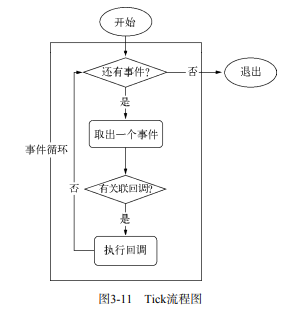 开始
还有事件?
否
退出
是
取出一个事件
事件循环
否
有关联回调?
是
执行回调
图3-11 Tick流程图